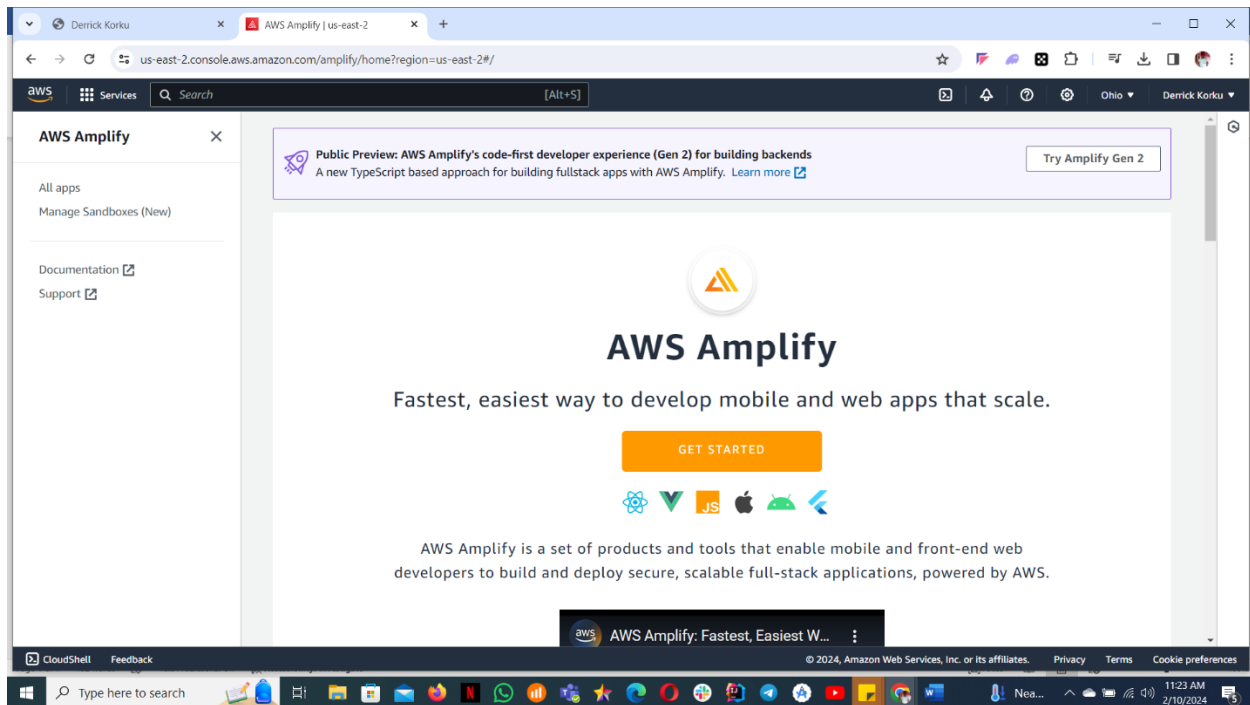 Derrick Korku
AWS Amplify | us-east-2
us-east-2.console.aws.amazon.com/amplify/home?region=us-east-2#/
aws
Services
Search
[Alt+S]
Ohio
Derrick Korku
AWS Amplify
All apps
Manage Sandboxes (New)
Documentation
Support
Public Preview: AWS Amplify's code-first developer experience (Gen 2) for building backends
A new TypeScript based approach for building fullstack apps with AWS Amplify. Learn more
Try Amplify Gen 2
AWS Amplify
Fastest, easiest way to develop mobile and web apps that scale.
GET STARTED
JS
AWS Amplify is a set of products and tools that enable mobile and front-end web
developers to build and deploy secure, scalable full-stack applications, powered by AWS.
aws
AWS Amplify: Fastest, Easiest W...
CloudShell
Feedback
© 2024, Amazon Web Services, Inc. or its affiliates.
Privacy
Terms
Cookie preferences
Type here to search
Nea...
11:23 AM
2/10/2024
5